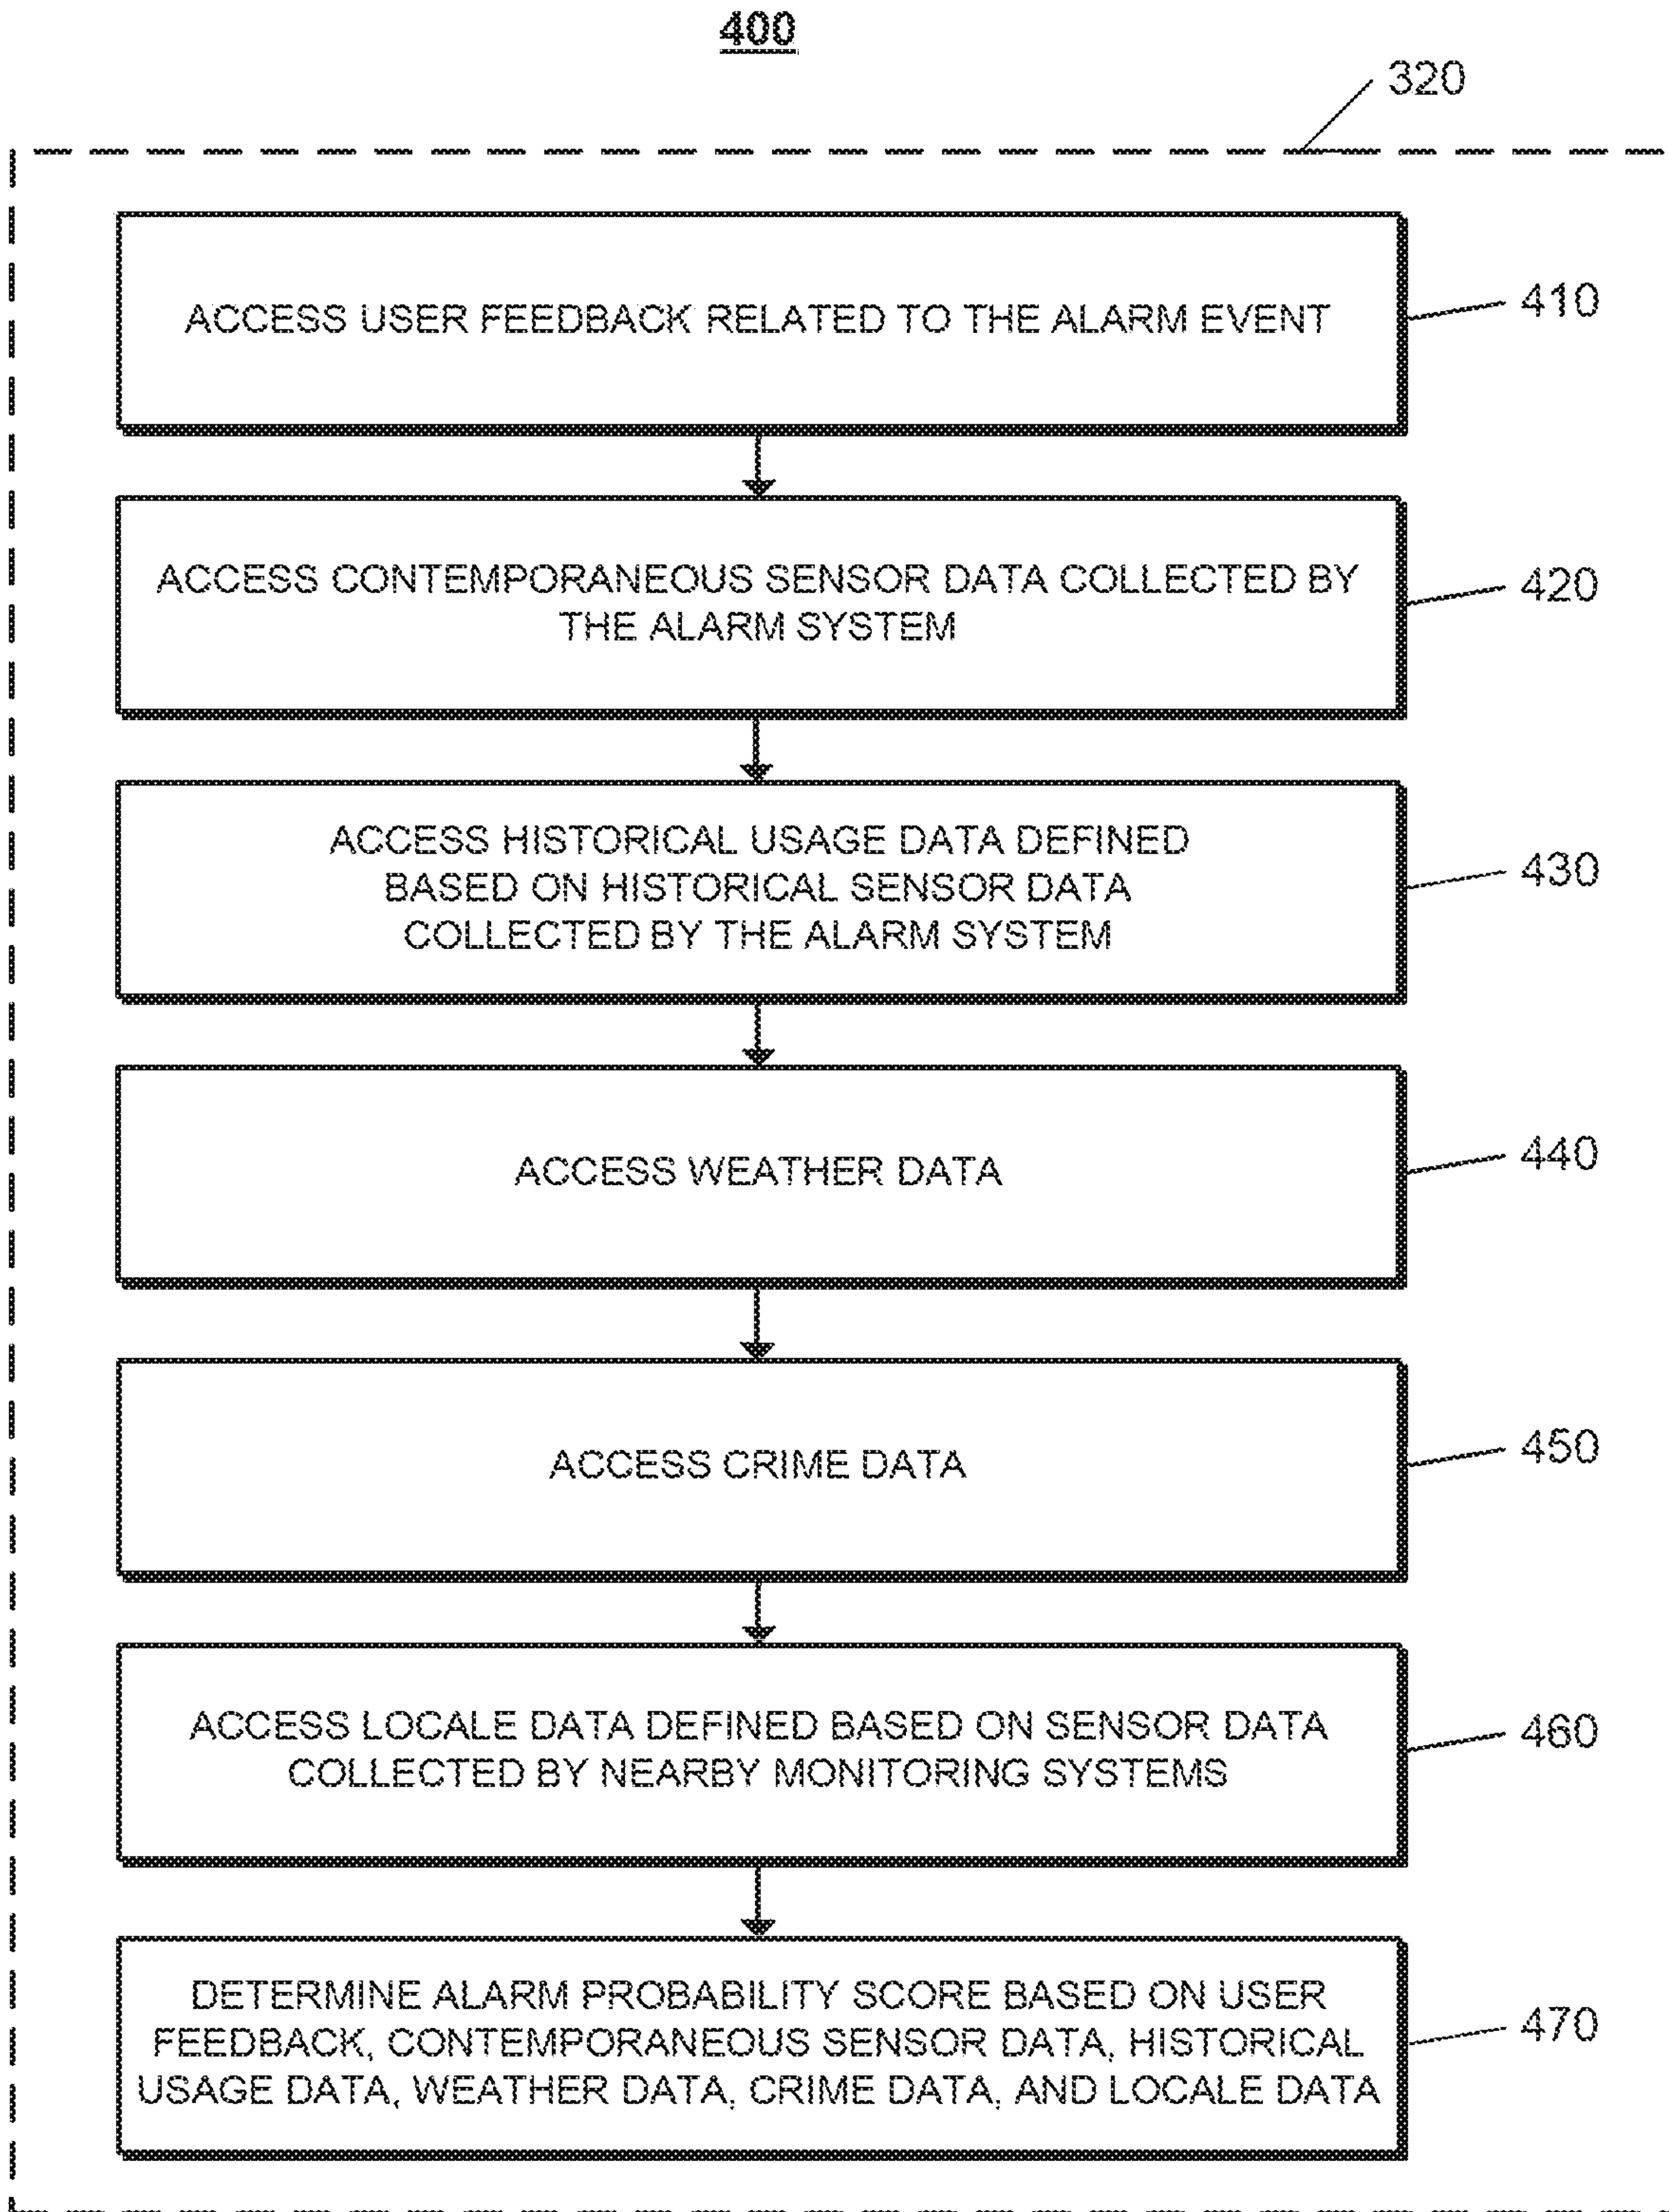 400
320
ACCESS USER FEEDBACK RELATED TO THE ALARM EVENT
410
ACCESS CONTEMPORANEOUS SENSOR DATA COLLECTED BY
THE ALARM SYSTEM
420
ACCESS HISTORICAL USAGE DATA DEFINED
BASED ON HISTORICAL SENSOR DATA
COLLECTED BY THE ALARM SYSTEM
430
ACCESS WEATHER DATA
440
ACCESS CRIME DATA
450
ACCESS LOCALE DATA DEFINED BASED ON SENSOR DATA
COLLECTED BY NEARBY MONITORING SYSTEMS
460
DETERMINE ALARM PROBABILITY SCORE BASED ON USER
FEEDBACK, CONTEMPORANEOUS SENSOR DATA, HISTORICAL
USAGE DATA, WEATHER DATA, CRIME DATA, AND LOCALE DATA
470